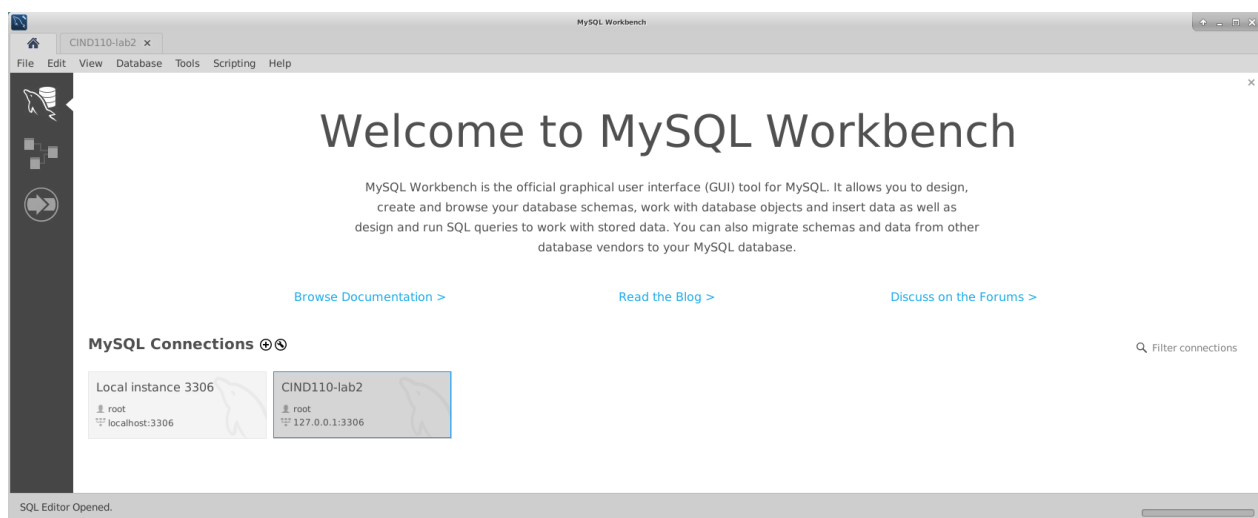 MySQL Workbench
CIND110-lab2 x
File Edit View Database Tools Scripting Help
Welcome to MySQL Workbench
MySQL Workbench is the official graphical user interface (GUI) tool for MySQL. It allows you to design,
create and browse your database schemas, work with database objects and insert data as well as
design and run SQL queries to work with stored data. You can also migrate schemas and data from other
database vendors to your MySQL database.
Browse Documentation > Read the Blog > Discuss on the Forums >
MySQL Connections
Filter connections
Local instance 3306
root
localhost:3306
CIND110-lab2
root
127.0.0.1:3306
SQL Editor Opened.